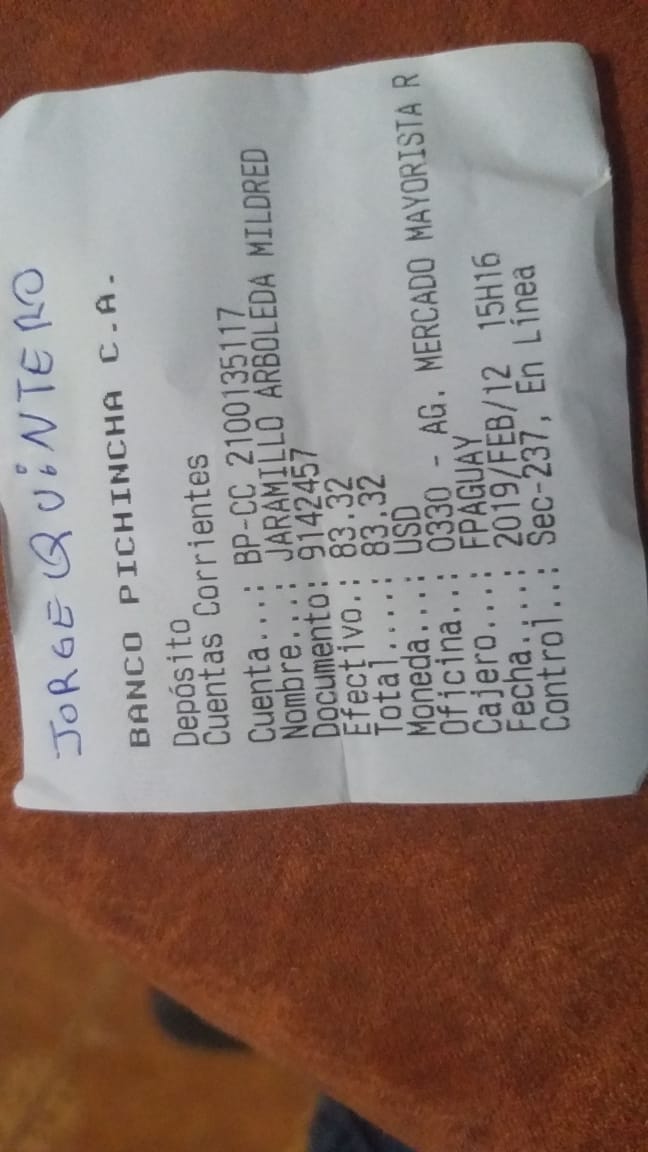 JORGE QUiNTERO
BANCO PICHINCHA C.A.
Depósito
Cuentas Corrientes
Cuenta...: BP-CC 2100135117
Nombre...: JARAMILLO ARBOLEDA MILDRED
Documento: 9142457
Efectivo.: 83.32
Total....: 83.32
Moneda...: USD
Oficina..: 0330 - AG. MERCADO MAYORISTA R
Cajero...: FPAGUAY
Fecha....: 2019/FEB/12 15H16
Control..: Sec-237, En Línea